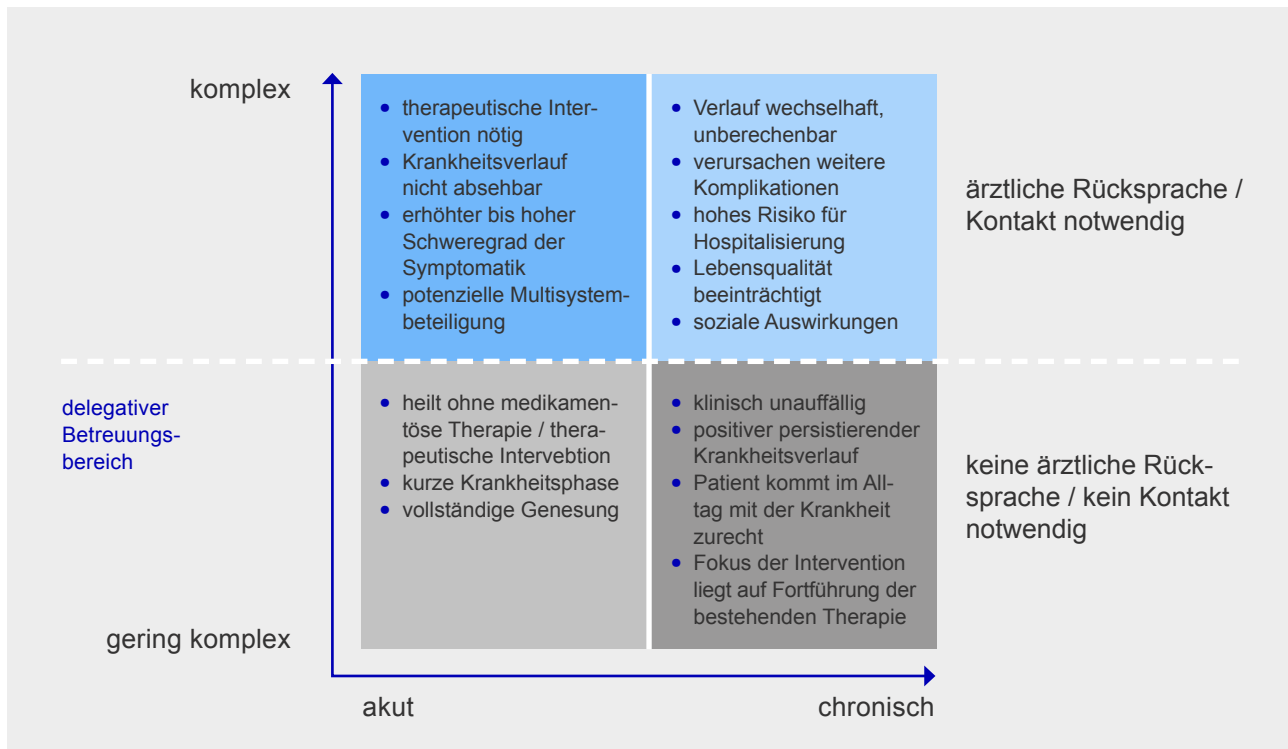 komplex
therapeutische Inter-
vention nötig
Krankheitsverlauf
nicht absehbar
erhöhter bis hoher
Schweregrad der
Symptomatik
potenzielle Multisystem-
beteiligung
Verlauf wechselhaft,
unberechenbar
verursachen weitere
Komplikationen
hohes Risiko für
Hospitalisierung
Lebensqualität
beeinträchtigt
soziale Auswirkungen
ärztliche Rücksprache /
Kontakt notwendig
delegativer
Betreuungs-
bereich
heilt ohne medikamen-
töse Therapie / thera-
peutische Intervebtion
kurze Krankheitsphase
vollständige Genesung
klinisch unauffällig
positiver persistierender
Krankheitsverlauf
Patient kommt im All-
tag mit der Krankheit
zurecht
Fokus der Intervention
liegt auf Fortführung der
bestehenden Therapie
keine ärztliche Rück-
sprache / kein Kontakt
notwendig
gering komplex
akut
chronisch